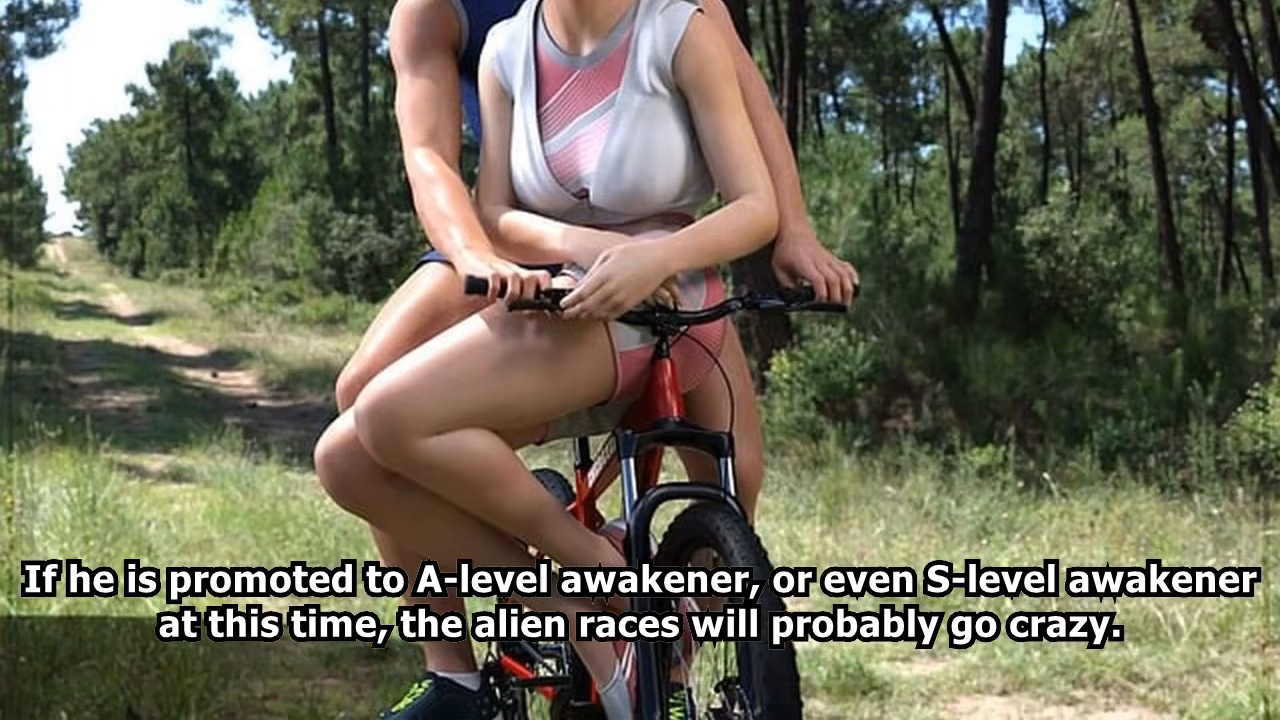 If he is promoted to A-level awakener, or even S-level awakener
at this time, the alien races will probably go crazy.